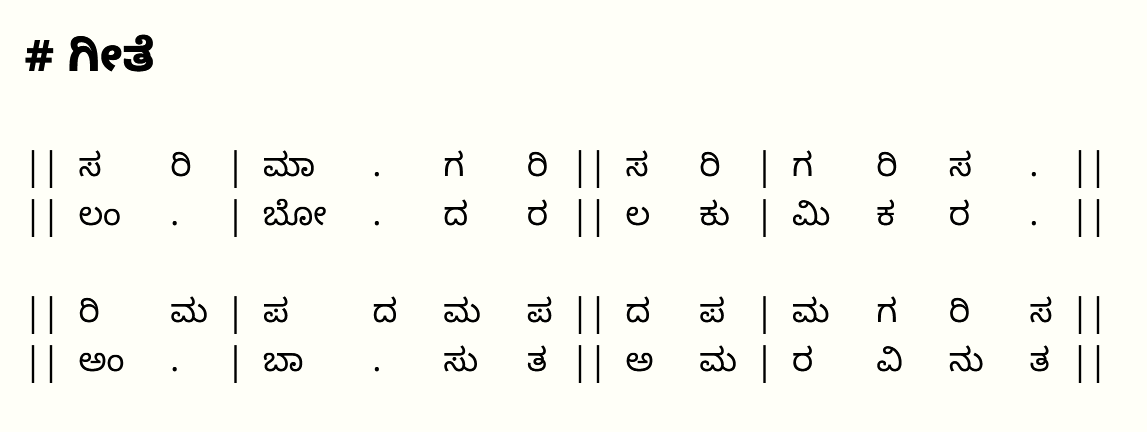 # ಗೀತೆ
|| ಸ ರಿ | ಮಾ . ಗ ರಿ || ಸ ರಿ | ಗ ರಿ ಸ . ||
|| ಲಂ . | ಬೋ . ದ ರ || ಲ ಕು | ಮಿ ಕ ರ . ||
|| ರಿ ಮ | ಪ ದ ಮ ಪ || ದ ಪ | ಮ ಗ ರಿ ಸ ||
|| ಅಂ . | ಬಾ . ಸು ತ || ಅ ಮ | ರ ವಿ ನು ತ ||